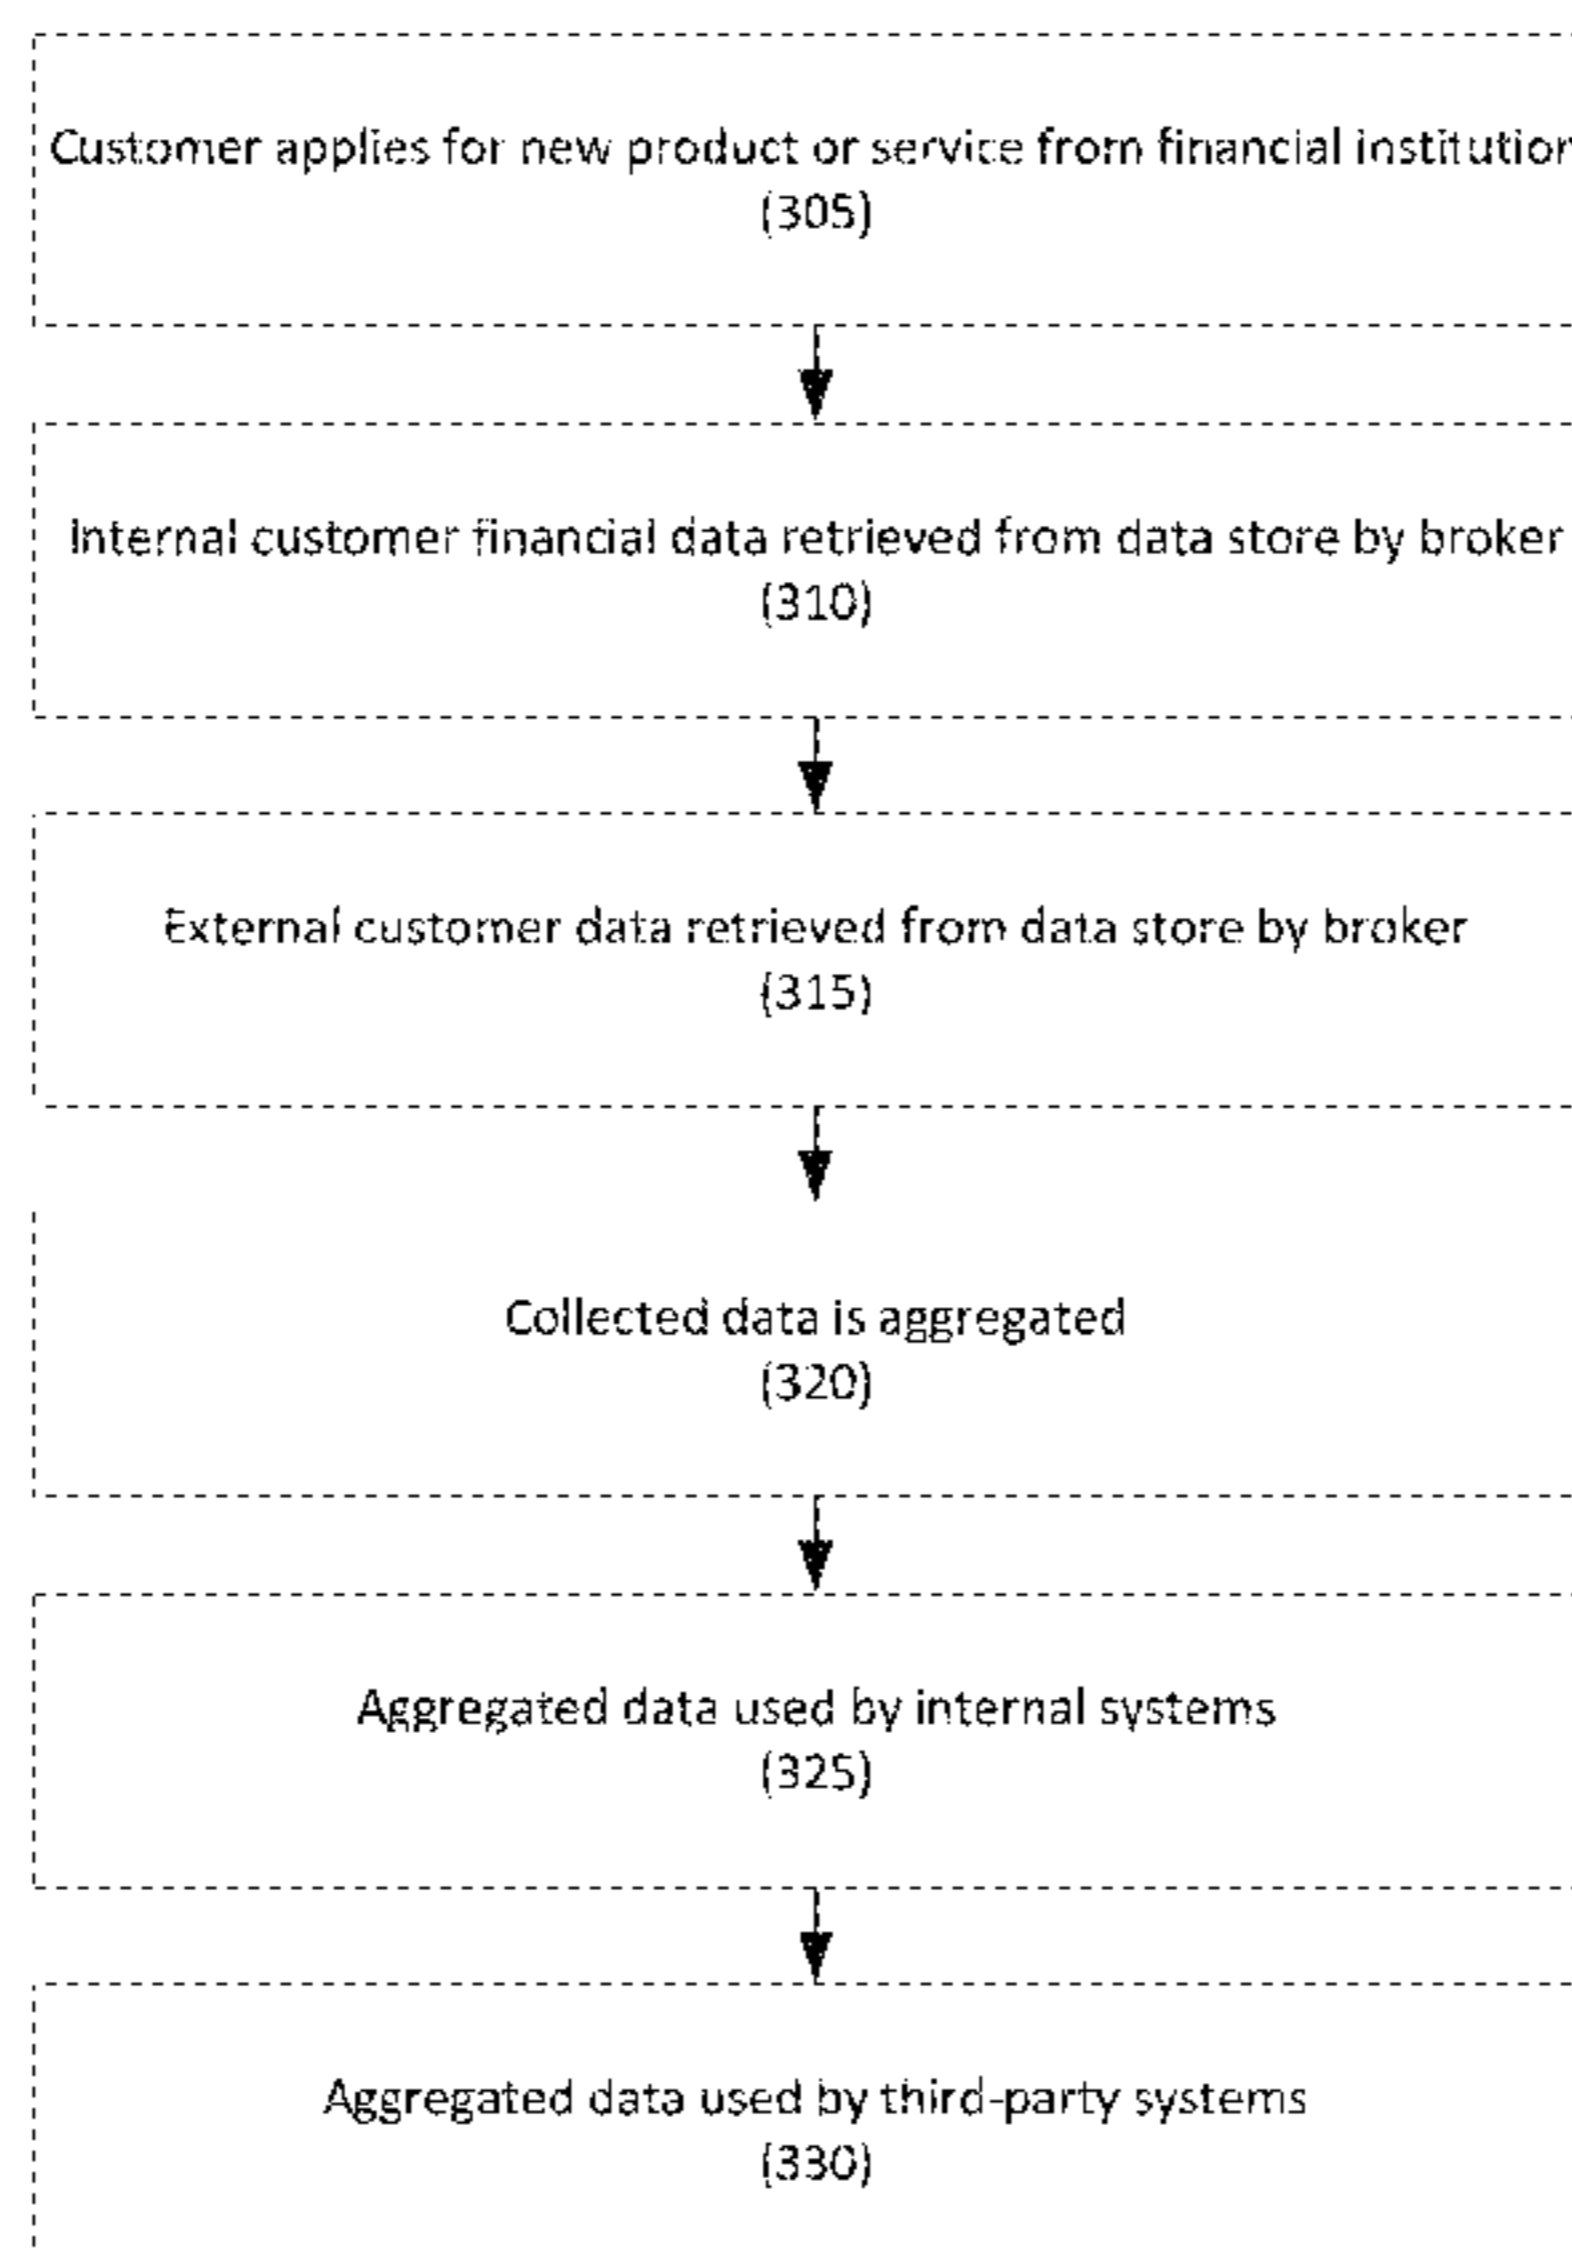 Customer applies for new product or service from financial institution
(305)
Internal customer financial data retrieved from data store by broker
(310)
External customer data retrieved from data store by broker
(315)
Collected data is aggregated
(320)
Aggregated data used by internal systems
(325)
Aggregated data used by third-party systems
(330)